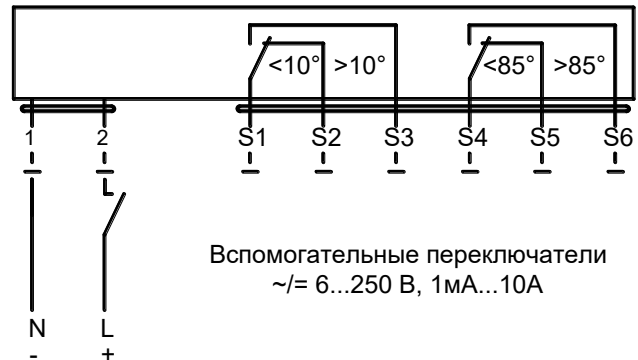 <10° >10° <85° >85°
1 2 S1 S2 S3 S4 S5 S6
Вспомогательные переключатели
~/= 6...250 В, 1мА...10А
N L
- +